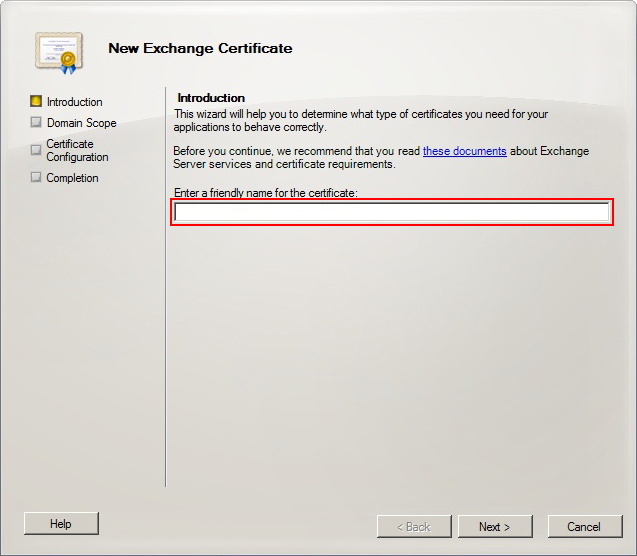 New Exchange Certificate
Introduction
Domain Scope
Certificate
Configuration
Completion
Introduction
This wizard will help you to determine what type of certificates you need for your
applications to behave correctly.
Before you continue, we recommend that you read these documents about Exchange
Server services and certificate requirements.
Enter a friendly name for the certificate:
Help
< Back
Next >
Cancel